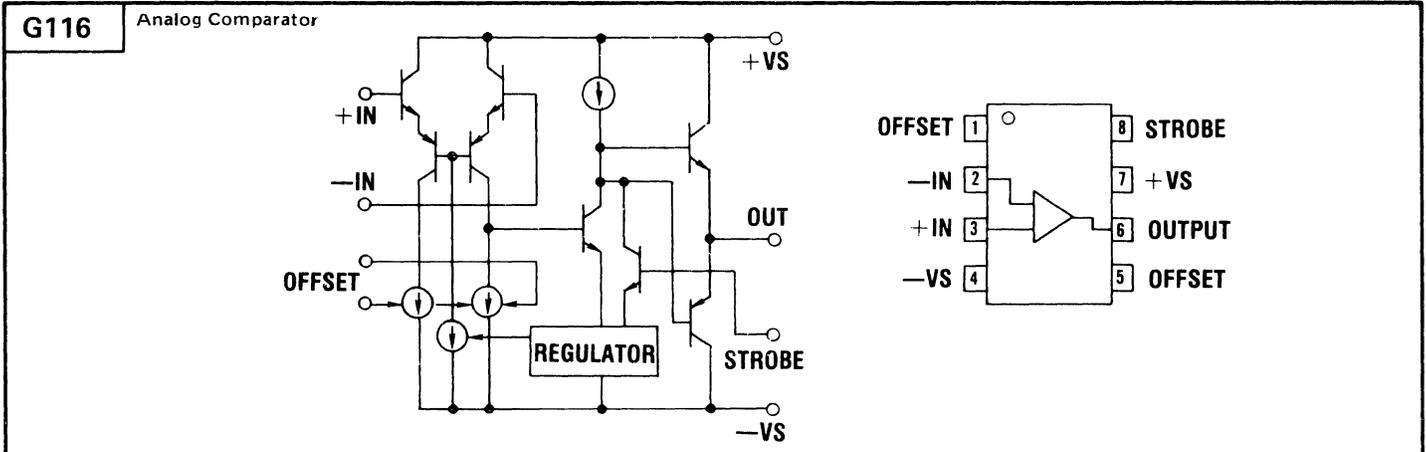 G116
Analog Comparator
+VS
+IN
—IN
OUT
OFFSET
REGULATOR
STROBE
—VS
OFFSET 1
8 STROBE
—IN 2
7 +VS
+IN 3
6 OUTPUT
—VS 4
5 OFFSET